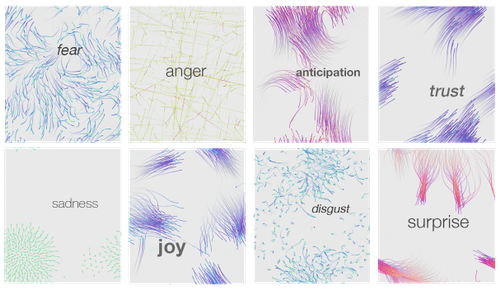 fear
anger
anticipation
trust
sadness
joy
disgust
surprise